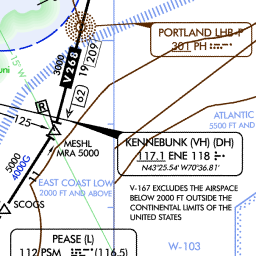 PORTLAND LHB-P
381 PH
3000
V268
19
209
162
R
ATLANTIC
5500 FT AND
125
MESHL
MRA 5000
KENNEBUNK (VH) (DH)
117.1 ENE 118
N43°25.54' W70°36.81'
5000
4000G
EAST COAST LOW
2000 FT AND ABOVE
SCOGS
V-167 EXCLUDES THE AIRSPACE
BELOW 2000 FT OUTSIDE THE
CONTINENTAL LIMITS OF THE
UNITED STATES
PEASE (L)
112 PSM (116.5)
W-103